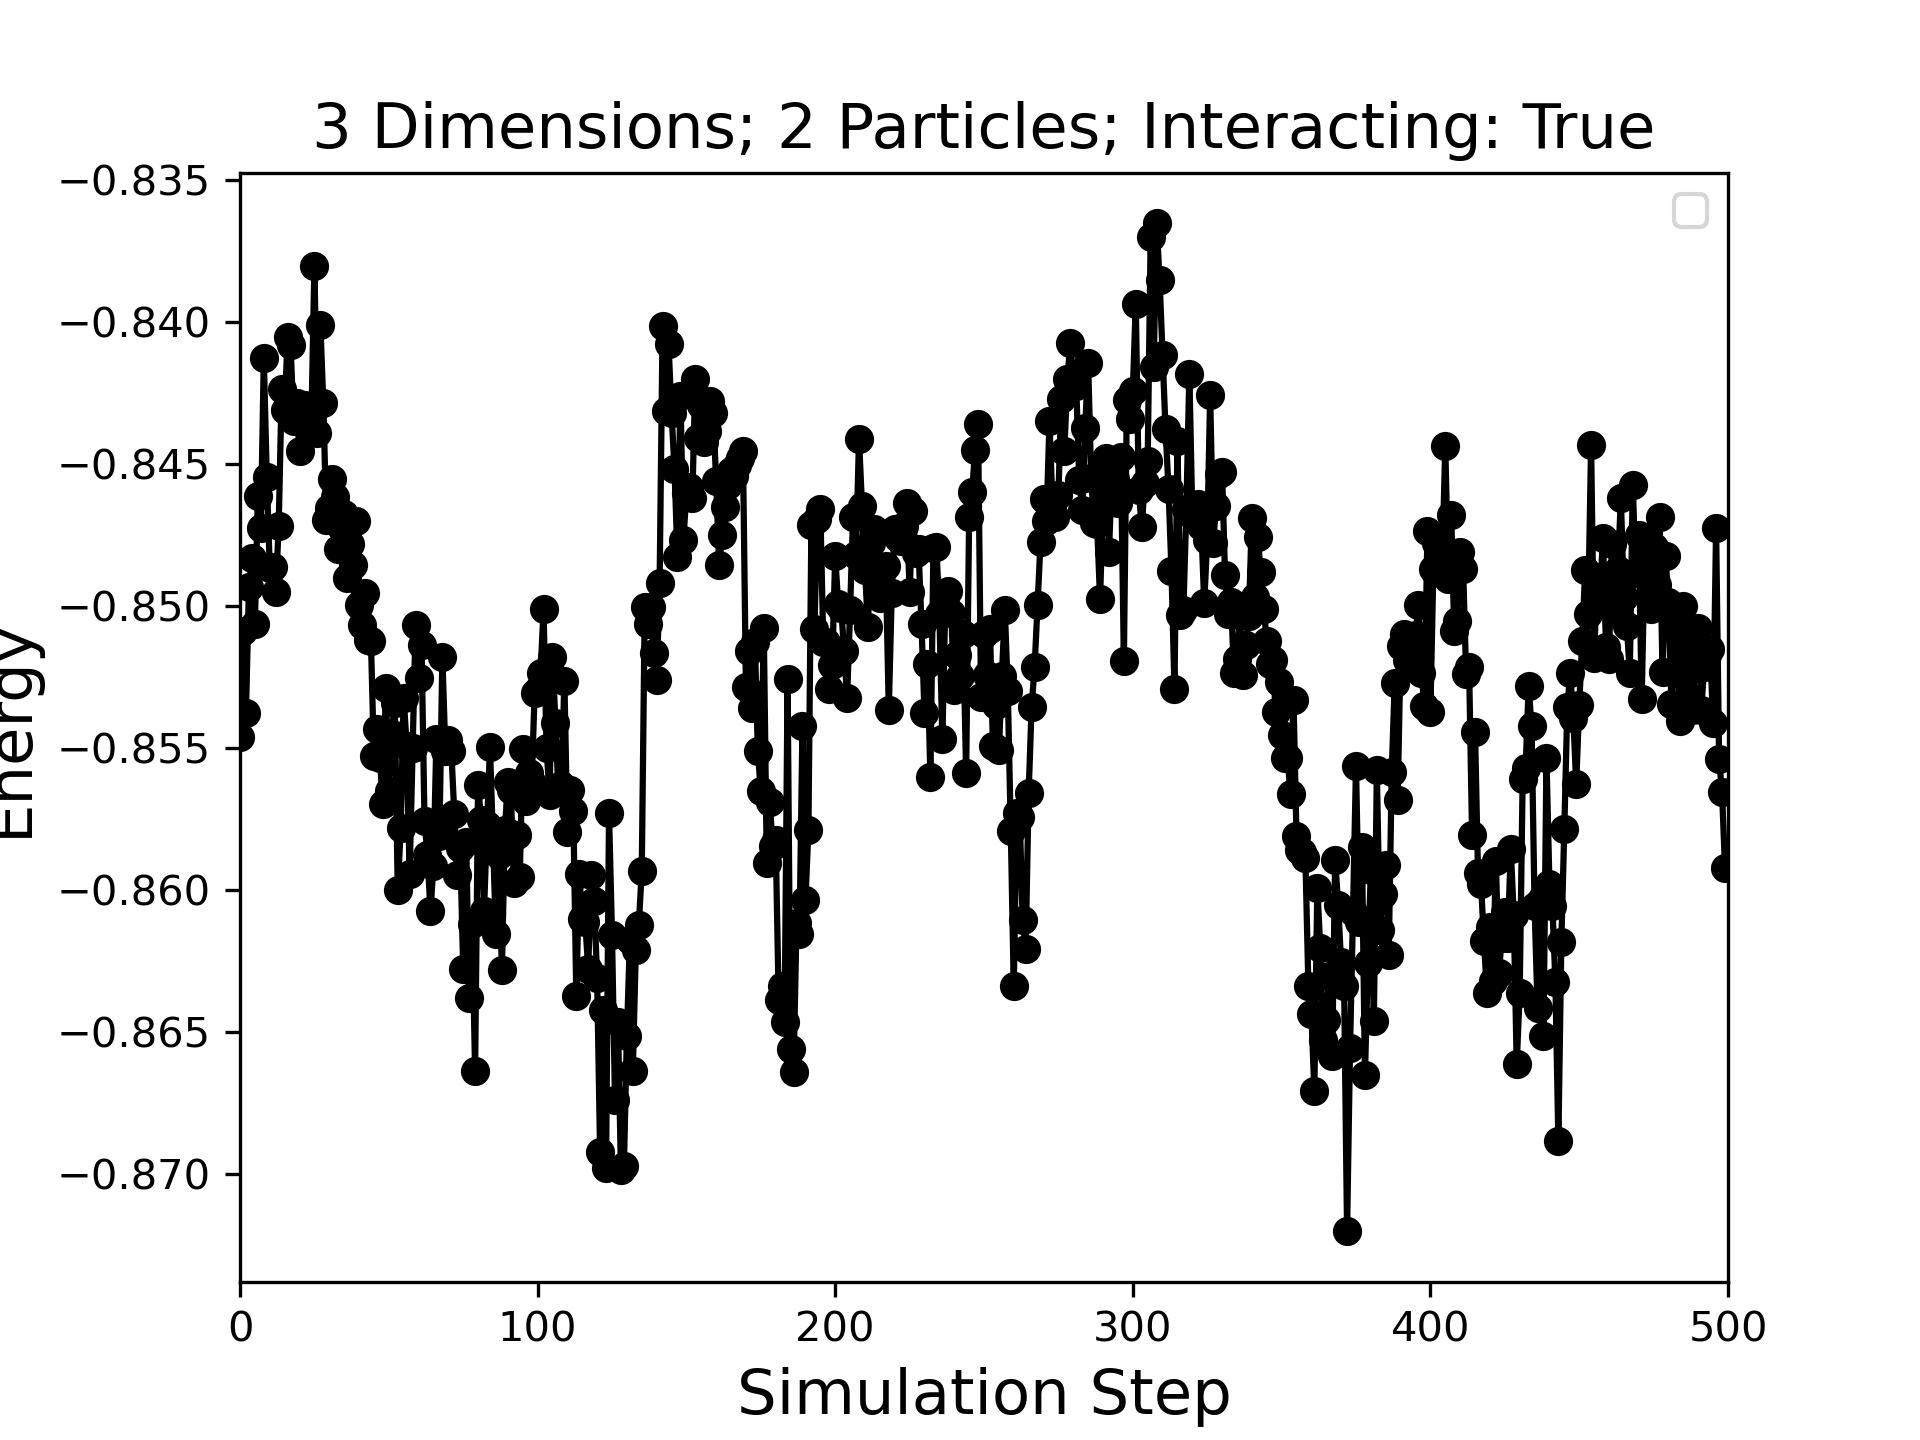 3 Dimensions; 2 Particles; Interacting: True
−0.835
−0.840
−0.845
−0.850
−0.855
−0.860
−0.865
−0.870
Energy
0 100 200 300 400 500
Simulation Step